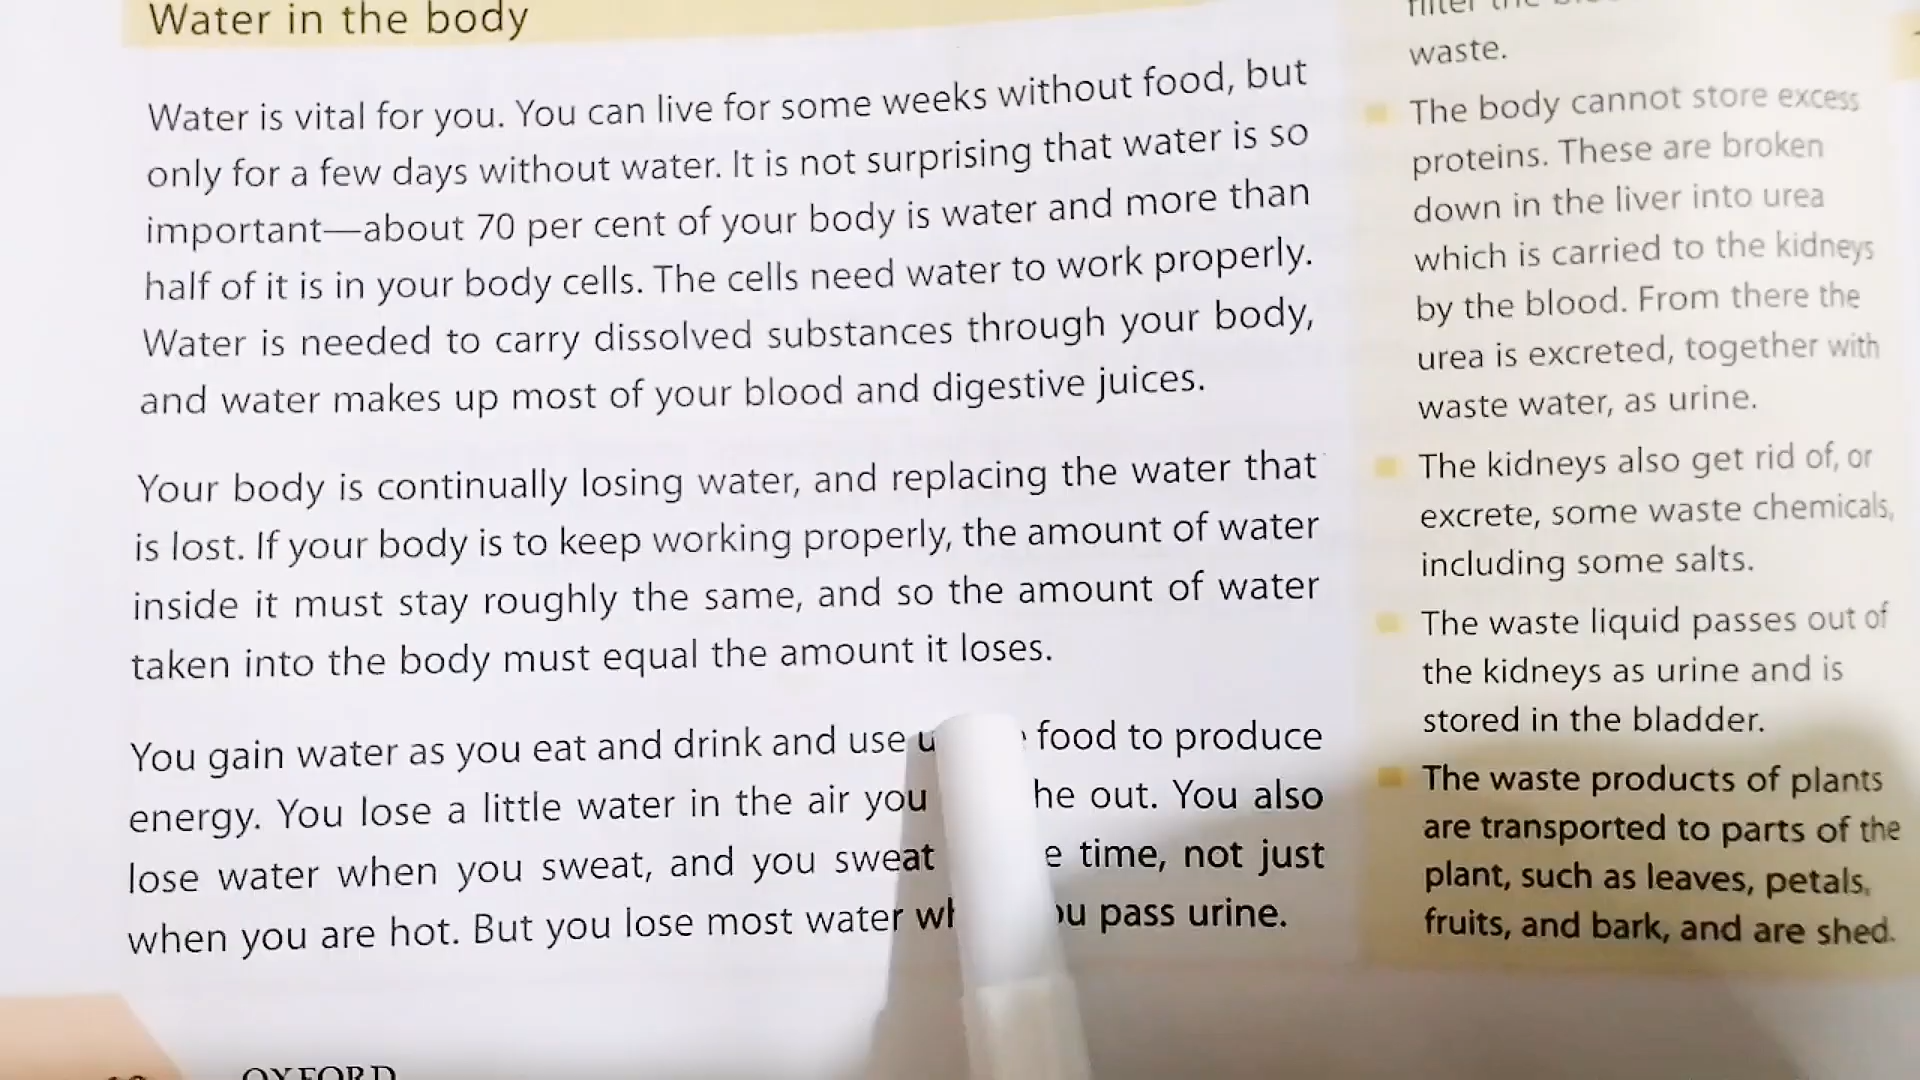 Water in the body
Water is vital for you. You can live for some weeks without food, but
only for a few days without water. It is not surprising that water is so
important—about 70 per cent of your body is water and more than
half of it is in your body cells. The cells need water to work properly.
Water is needed to carry dissolved substances through your body,
and water makes up most of your blood and digestive juices.
Your body is continually losing water, and replacing the water that
is lost. If your body is to keep working properly, the amount of water
inside it must stay roughly the same, and so the amount of water
taken into the body must equal the amount it loses.
You gain water as you eat and drink and use food to produce
energy. You lose a little water in the air you out. You also
lose water when you sweat, and you sweat time, not just
when you are hot. But you lose most water pass urine.
OXFORD
filter the
waste.
The body cannot store excess
proteins. These are broken
down in the liver into urea
which is carried to the kidneys
by the blood. From there the
urea is excreted, together with
waste water, as urine.
The kidneys also get rid of, or
excrete, some waste chemicals,
including some salts.
The waste liquid passes out of
the kidneys as urine and is
stored in the bladder.
The waste products of plants
are transported to parts of the
plant, such as leaves, petals,
fruits, and bark, and are shed.